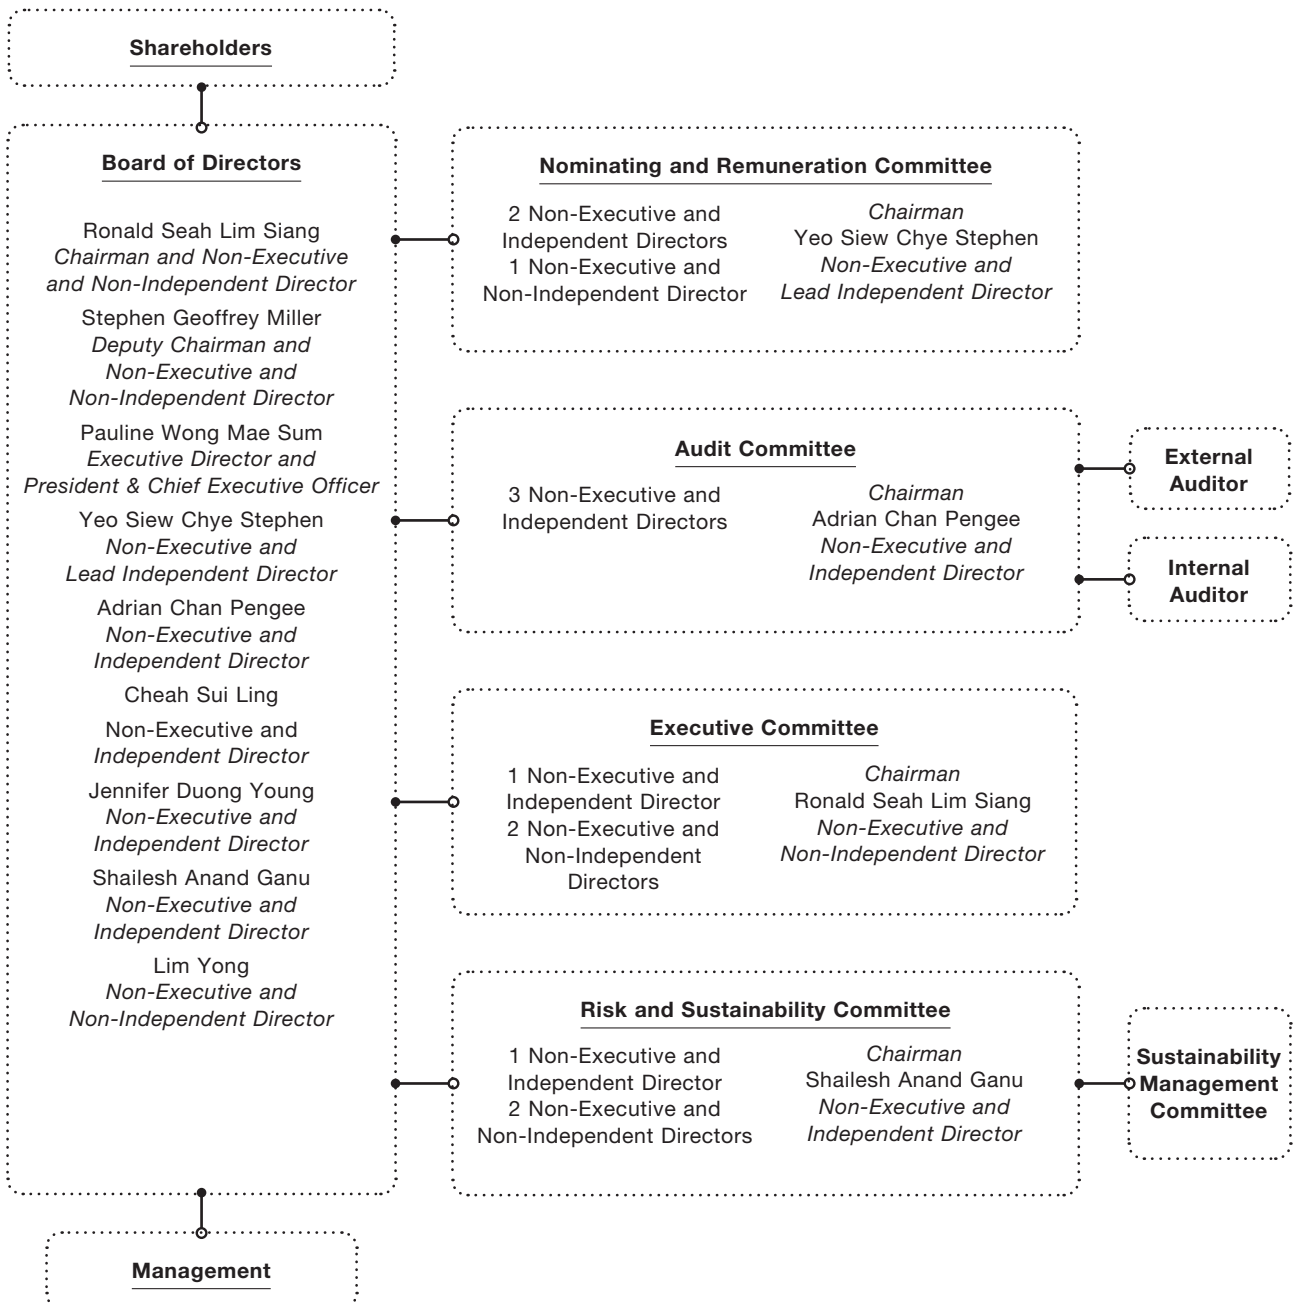 Shareholders
Board of Directors
Ronald Seah Lim Siang
Chairman and Non-Executive
and Non-Independent Director
Stephen Geoffrey Miller
Deputy Chairman and
Non-Executive and
Non-Independent Director
Pauline Wong Mae Sum
Executive Director and
President & Chief Executive Officer
Yeo Siew Chye Stephen
Non-Executive and
Lead Independent Director
Adrian Chan Pengee
Non-Executive and
Independent Director
Cheah Sui Ling
Non-Executive and
Independent Director
Jennifer Duong Young
Non-Executive and
Independent Director
Shailesh Anand Ganu
Non-Executive and
Independent Director
Lim Yong
Non-Executive and
Non-Independent Director
Nominating and Remuneration Committee
2 Non-Executive and
Independent Directors
1 Non-Executive and
Non-Independent Director
Chairman
Yeo Siew Chye Stephen
Non-Executive and
Lead Independent Director
Audit Committee
3 Non-Executive and
Independent Directors
Chairman
Adrian Chan Pengee
Non-Executive and
Independent Director
External
Auditor
Internal
Auditor
Executive Committee
1 Non-Executive and
Independent Director
2 Non-Executive and
Non-Independent
Directors
Chairman
Ronald Seah Lim Siang
Non-Executive and
Non-Independent Director
Risk and Sustainability Committee
1 Non-Executive and
Independent Director
2 Non-Executive and
Non-Independent Directors
Chairman
Shailesh Anand Ganu
Non-Executive and
Independent Director
Sustainability
Management
Committee
Management